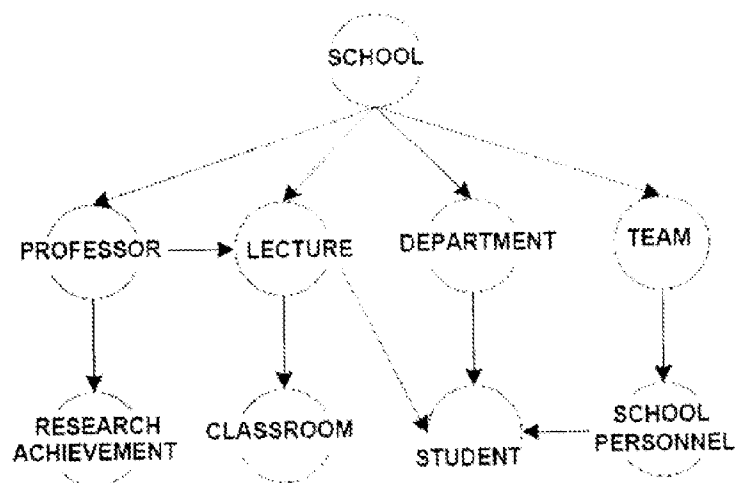 SCHOOL
PROFESSOR
LECTURE
DEPARTMENT
TEAM
RESEARCH
ACHIEVEMENT
CLASSROOM
STUDENT
SCHOOL
PERSONNEL